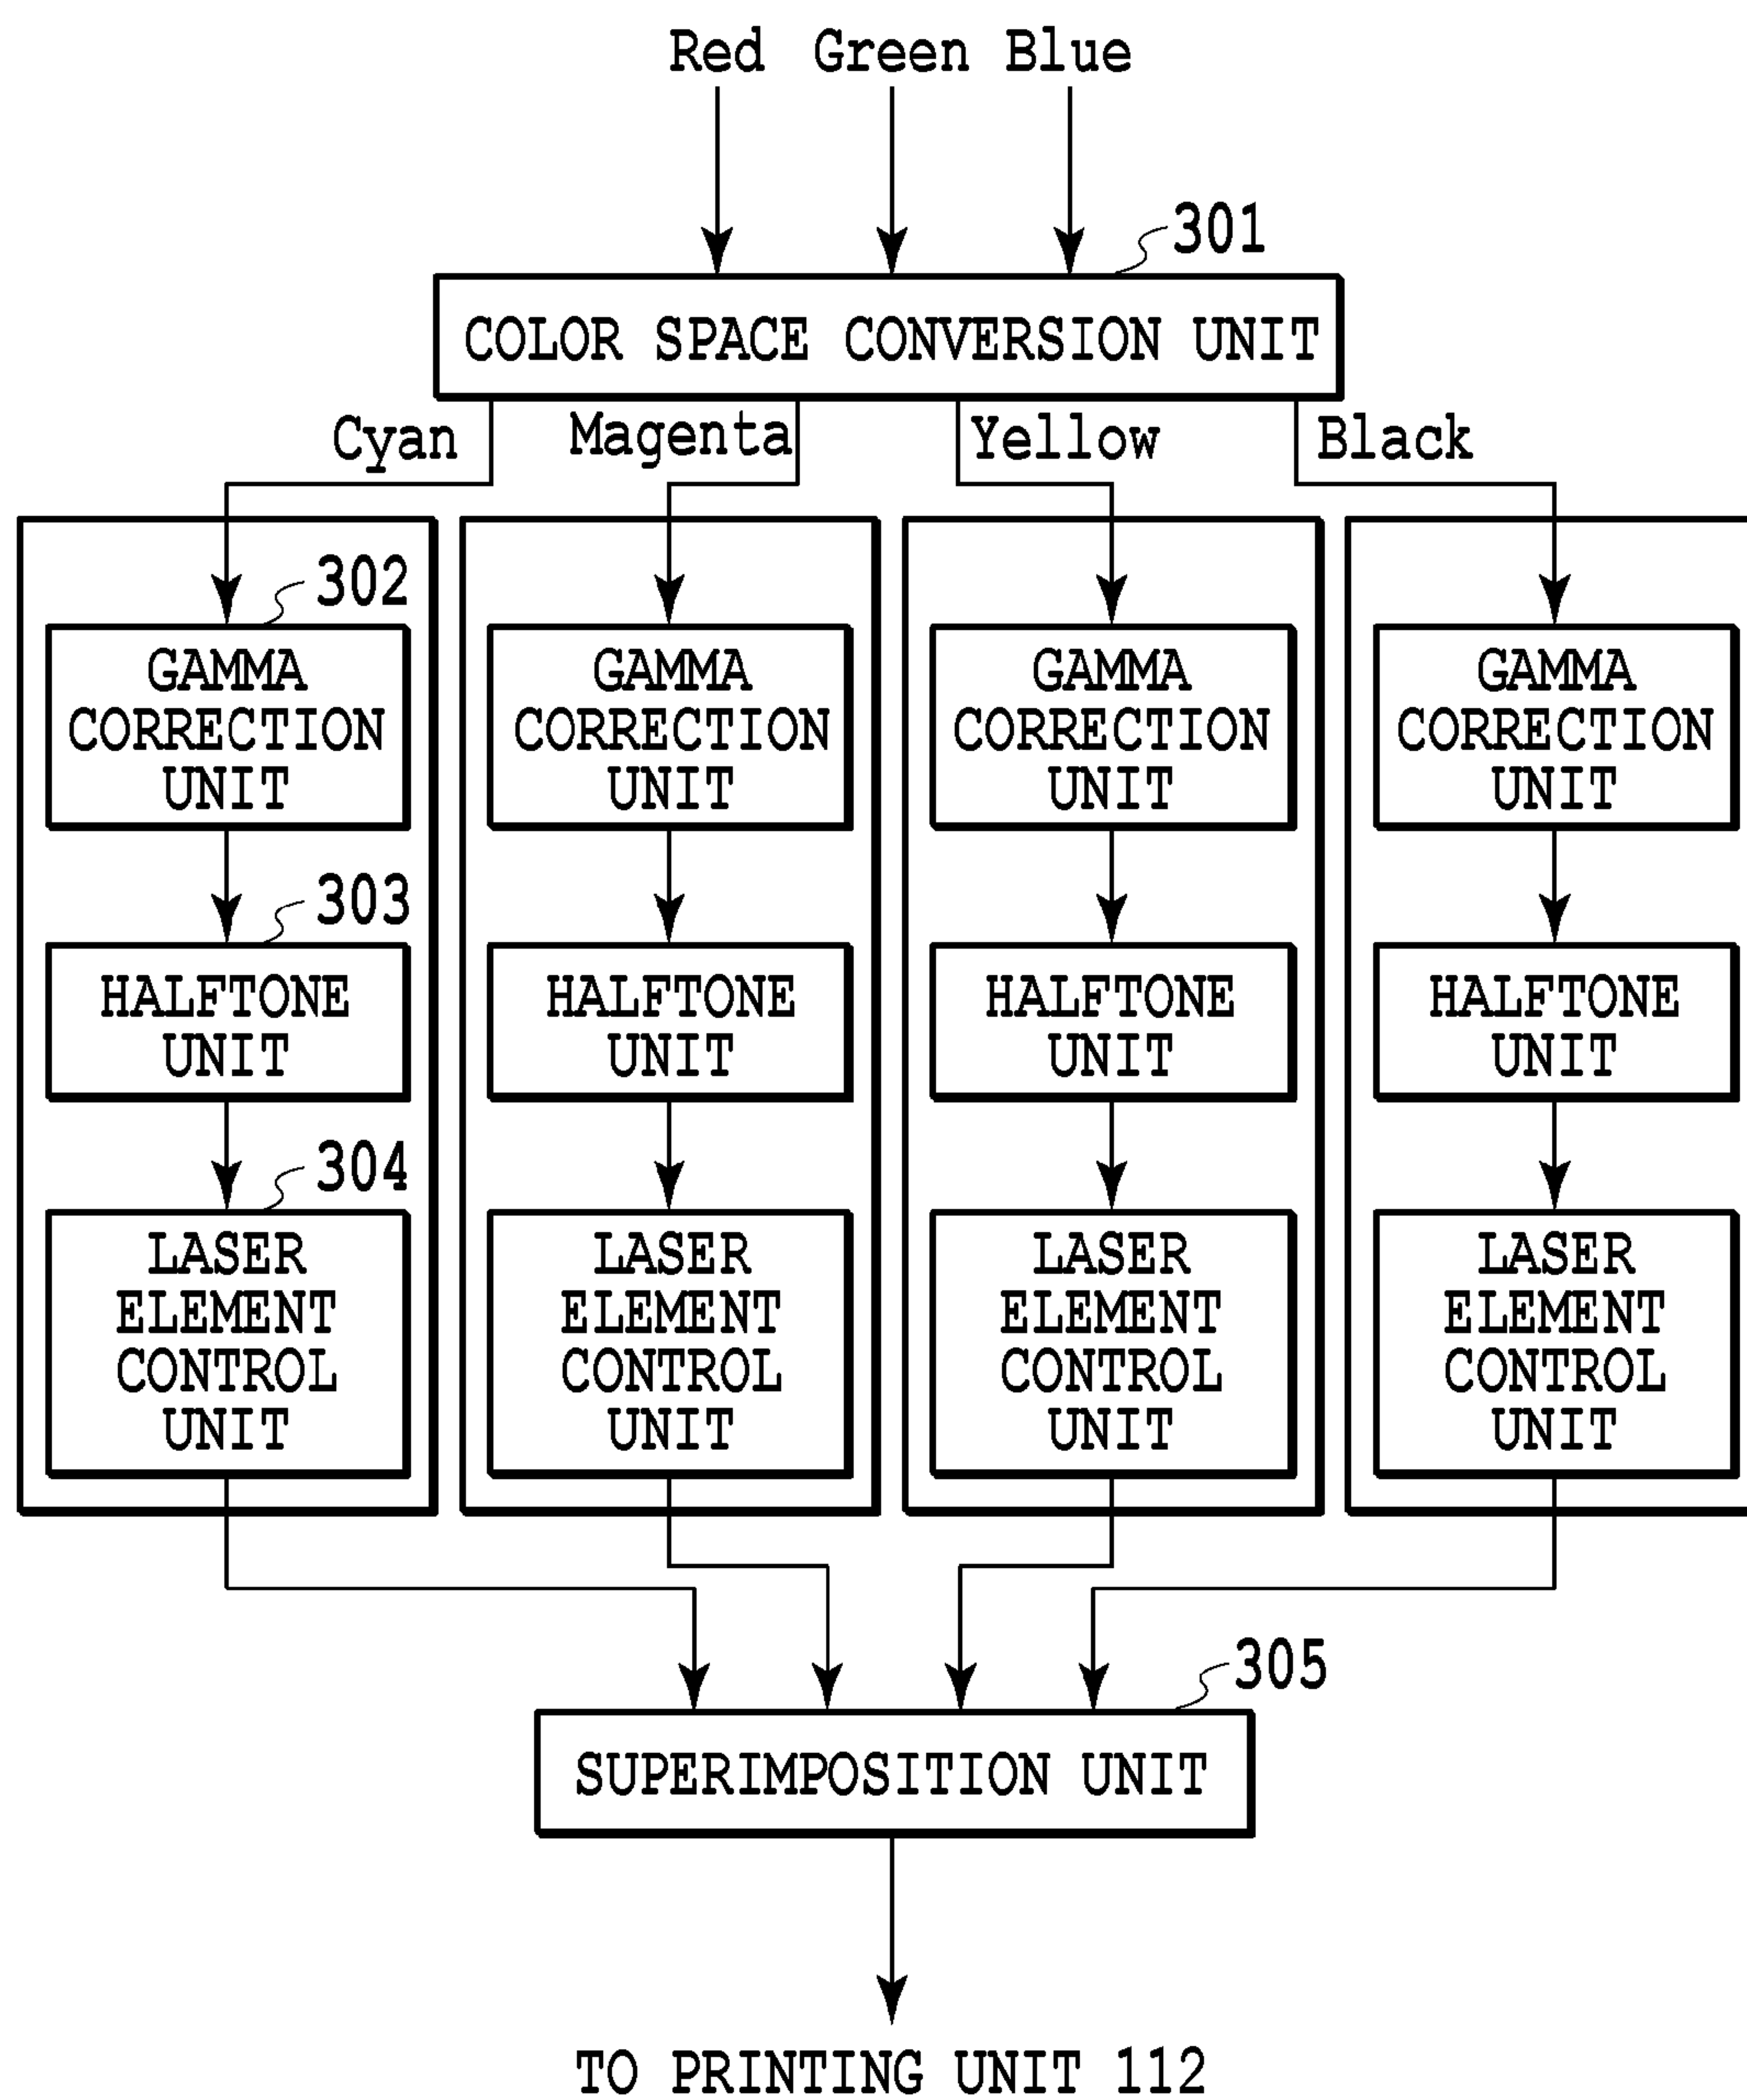 Red Green Blue
301
COLOR SPACE CONVERSION UNIT
Cyan Magenta Yellow Black
302
GAMMA
CORRECTION
UNIT
GAMMA
CORRECTION
UNIT
GAMMA
CORRECTION
UNIT
GAMMA
CORRECTION
UNIT
303
HALFTONE
UNIT
HALFTONE
UNIT
HALFTONE
UNIT
HALFTONE
UNIT
304
LASER
ELEMENT
CONTROL
UNIT
LASER
ELEMENT
CONTROL
UNIT
LASER
ELEMENT
CONTROL
UNIT
LASER
ELEMENT
CONTROL
UNIT
305
SUPERIMPOSITION UNIT
TO PRINTING UNIT 112